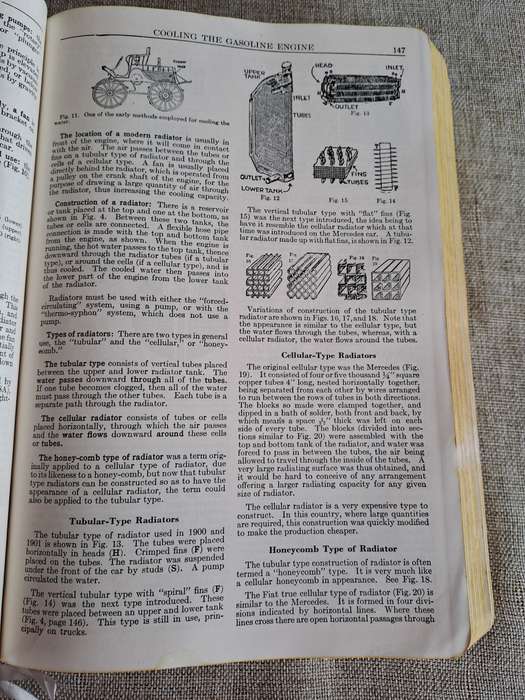 COOLING THE GASOLINE ENGINE
147
Fig. 11. One of the early methods employed for cooling the
water.
The location of a modern radiator is usually in
front of the engine, where it will come in contact
with the air. The air passes between the tubes or
fins on a tubular type of radiator and through the
cells of a cellular type. A fan is usually placed
directly behind the radiator, which is operated from
a pulley on the crank shaft of the engine, for the
purpose of drawing a large quantity of air through
the radiator, thus increasing the cooling capacity.
Construction of a radiator: There is a reservoir
or tank placed at the top and one at the bottom, as
shown in Fig. 4. Between these two tanks, the
tubes or cells are connected. A flexible hose pipe
connection is made with the top and bottom tank
from the engine, as shown. When the engine is
running, the hot water passes to the top tank, thence
downward through the radiator tubes (if a tubular
type), or around the cells (if a cellular type), and is
thus cooled. The cooled water then passes into
the lower part of the engine from the lower tank
of the radiator.
Radiators must be used with either the "forced-
circulating" system, using a pump, or with the
"thermo-syphon" system, which does not use a
pump.
Types of radiators: There are two types in general
use, the "tubular" and the "cellular," or "honey-
comb."
The tubular type consists of vertical tubes placed
between the upper and lower radiator tank. The
water passes downward through all of the tubes.
If one tube becomes clogged, then all of the water
must pass through the other tubes. Each tube is a
separate path through the radiator.
The cellular radiator consists of tubes or cells
placed horizontally, through which the air passes
and the water flows downward around these cells
or tubes.
The honey-comb type of radiator was a term orig-
inally applied to a cellular type of radiator, due
to its likeness to a honey-comb, but now that tubular
type radiators can be constructed so as to have the
appearance of a cellular radiator, the term could
also be applied to the tubular type.
Tubular-Type Radiators
The tubular type of radiator used in 1900 and
1901 is shown in Fig. 13. The tubes were placed
horizontally in heads (H). Crimped fins (F) were
placed on the tubes. The radiator was suspended
under the front of the car by studs (S). A pump
circulated the water.
The vertical tubular type with "spiral" fins (F)
(Fig. 14) was the next type introduced. These
tubes were placed between an upper and lower tank
(Fig. 4, page 146). This type is still in use, prin-
cipally on trucks.
UPPER
TANK
INLET
TUBES
OUTLET
LOWER TANK
Fig. 12
HEAD
INLET
OUTLET
Fig. 13
FINS
TUBES
Fig. 15
Fig. 14
The vertical tubular type with "flat" fins (Fig.
15) was the next type introduced, the idea being to
have it resemble the cellular radiator which at that
time was introduced on the Mercedes car. A tubu-
lar radiator made up with flat fins, is shown in Fig. 12.
Variations of construction of the tubular type
radiator are shown in Figs. 16, 17, and 18. Note that
the appearance is similar to the cellular type, but
the water flows through the tubes, whereas, with a
cellular radiator, the water flows around the tubes.
Cellular-Type Radiators
The original cellular type was the Mercedes (Fig.
19). It consisted of four or five thousand ¼" square
copper tubes 4" long, nested horizontally together,
being separated from each other by wires arranged
to run between the rows of tubes in both directions.
The blocks so made were clamped together, and
dipped in a bath of solder, both front and back, by
which means a space thick was left on each
side of every tube. The blocks (divided into sec-
tions similar to Fig. 20) were assembled with the
top and bottom tank of the radiator, and water was
forced to pass in between the tubes, the air being
allowed to travel through the inside of the tubes. A
very large radiating surface was thus obtained, and
it would be hard to conceive of any arrangement
offering a larger radiating capacity for any given
size of radiator.
The cellular radiator is a very expensive type to
construct. In this country, where large quantities
are required, this construction was quickly modified
to make the production cheaper.
Honeycomb Type of Radiator
The tubular type construction of radiator is often
termed a "honeycomb" type. It is very much like
a cellular honeycomb in appearance. See Fig. 18.
The Fiat true cellular type of radiator (Fig. 20) is
similar to the Mercedes. It is formed in four divi-
sions indicated by horizontal lines. Where these
lines cross there are open horizontal passages through